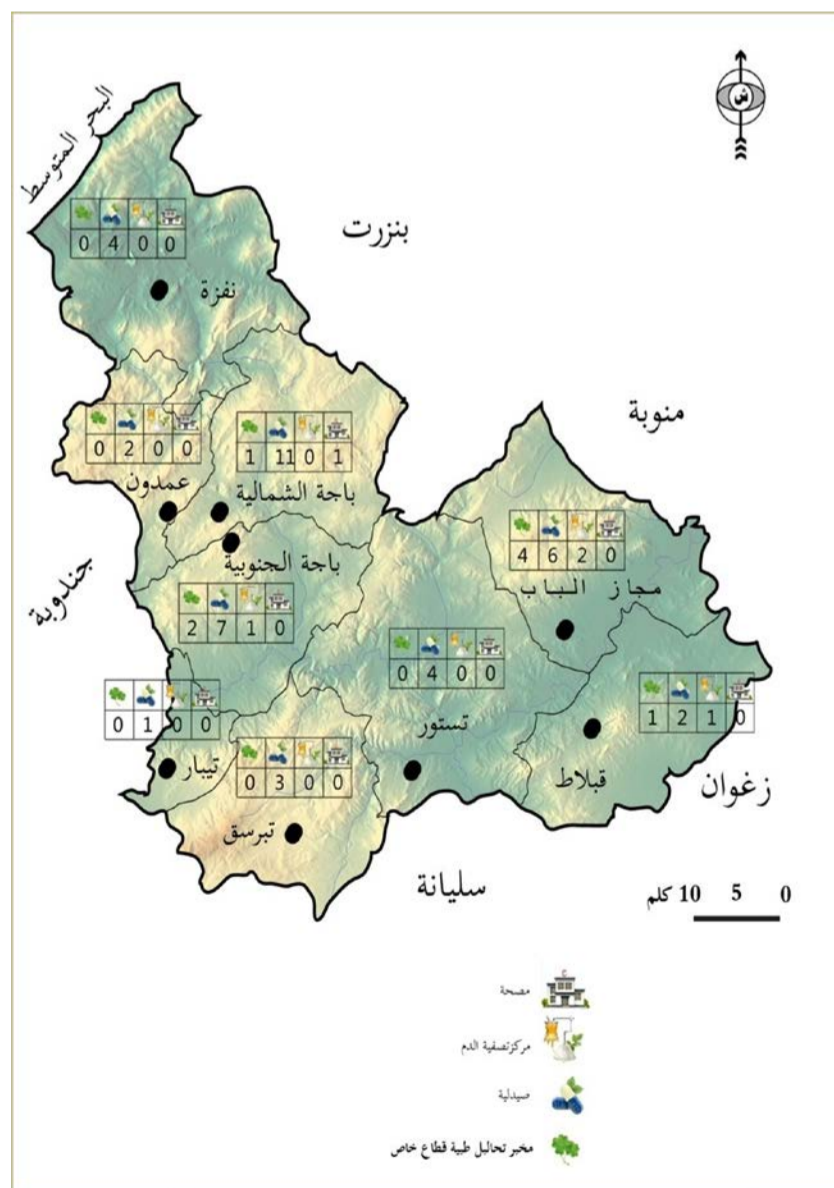 ش
البحر المتوسط
بنزرت
0 4 0 0
نفزة
منوبة
0 2 0 0
عمدون
1 11 0 1
باجة الشمالية
جندوبة
باجة الجنوبية
2 7 1 0
4 6 2 0
مجاز الباب
0 4 0 0
تستور
0 1 0 0
تيبار
0 3 0 0
تبرسق
1 2 1 0
قبلاط
زغوان
سليانة
0 5 10 كلم
مصحة
مركز تصفية الدم
صيدلية
مخبر تحاليل طبية قطاع خاص